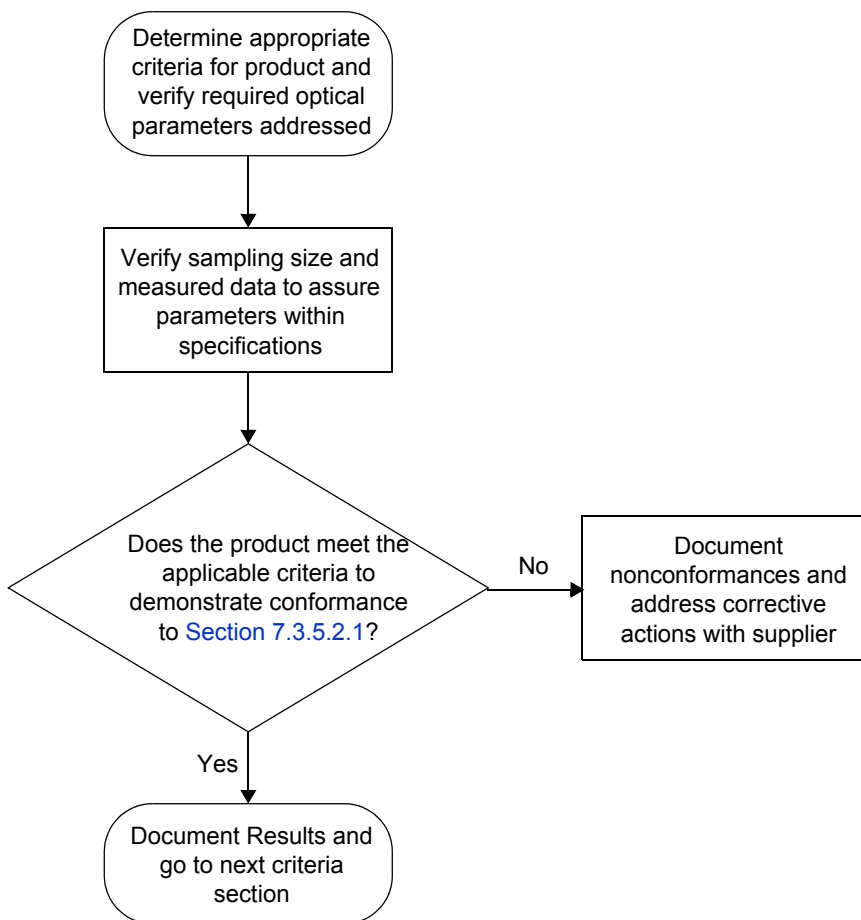 Determine appropriate
criteria for product and
verify required optical
parameters addressed
Verify sampling size and
measured data to assure
parameters within
specifications
Does the product meet the
applicable criteria to
demonstrate conformance
to Section 7.3.5.2.1?
No
Document
nonconformances and
address corrective
actions with supplier
Yes
Document Results and
go to next criteria
section